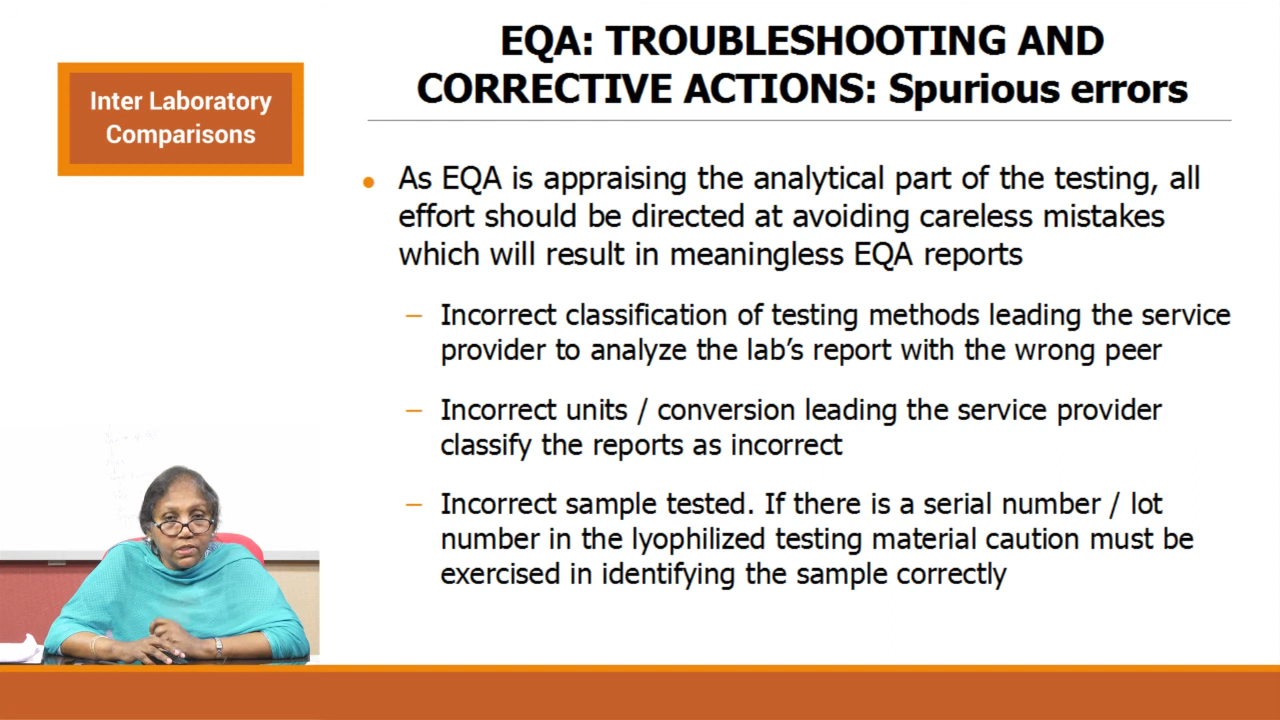 Inter Laboratory
Comparisons
EQA: TROUBLESHOOTING AND
CORRECTIVE ACTIONS: Spurious errors
As EQA is appraising the analytical part of the testing, all
effort should be directed at avoiding careless mistakes
which will result in meaningless EQA reports
– Incorrect classification of testing methods leading the service
provider to analyze the lab's report with the wrong peer
– Incorrect units / conversion leading the service provider
classify the reports as incorrect
– Incorrect sample tested. If there is a serial number / lot
number in the lyophilized testing material caution must be
exercised in identifying the sample correctly